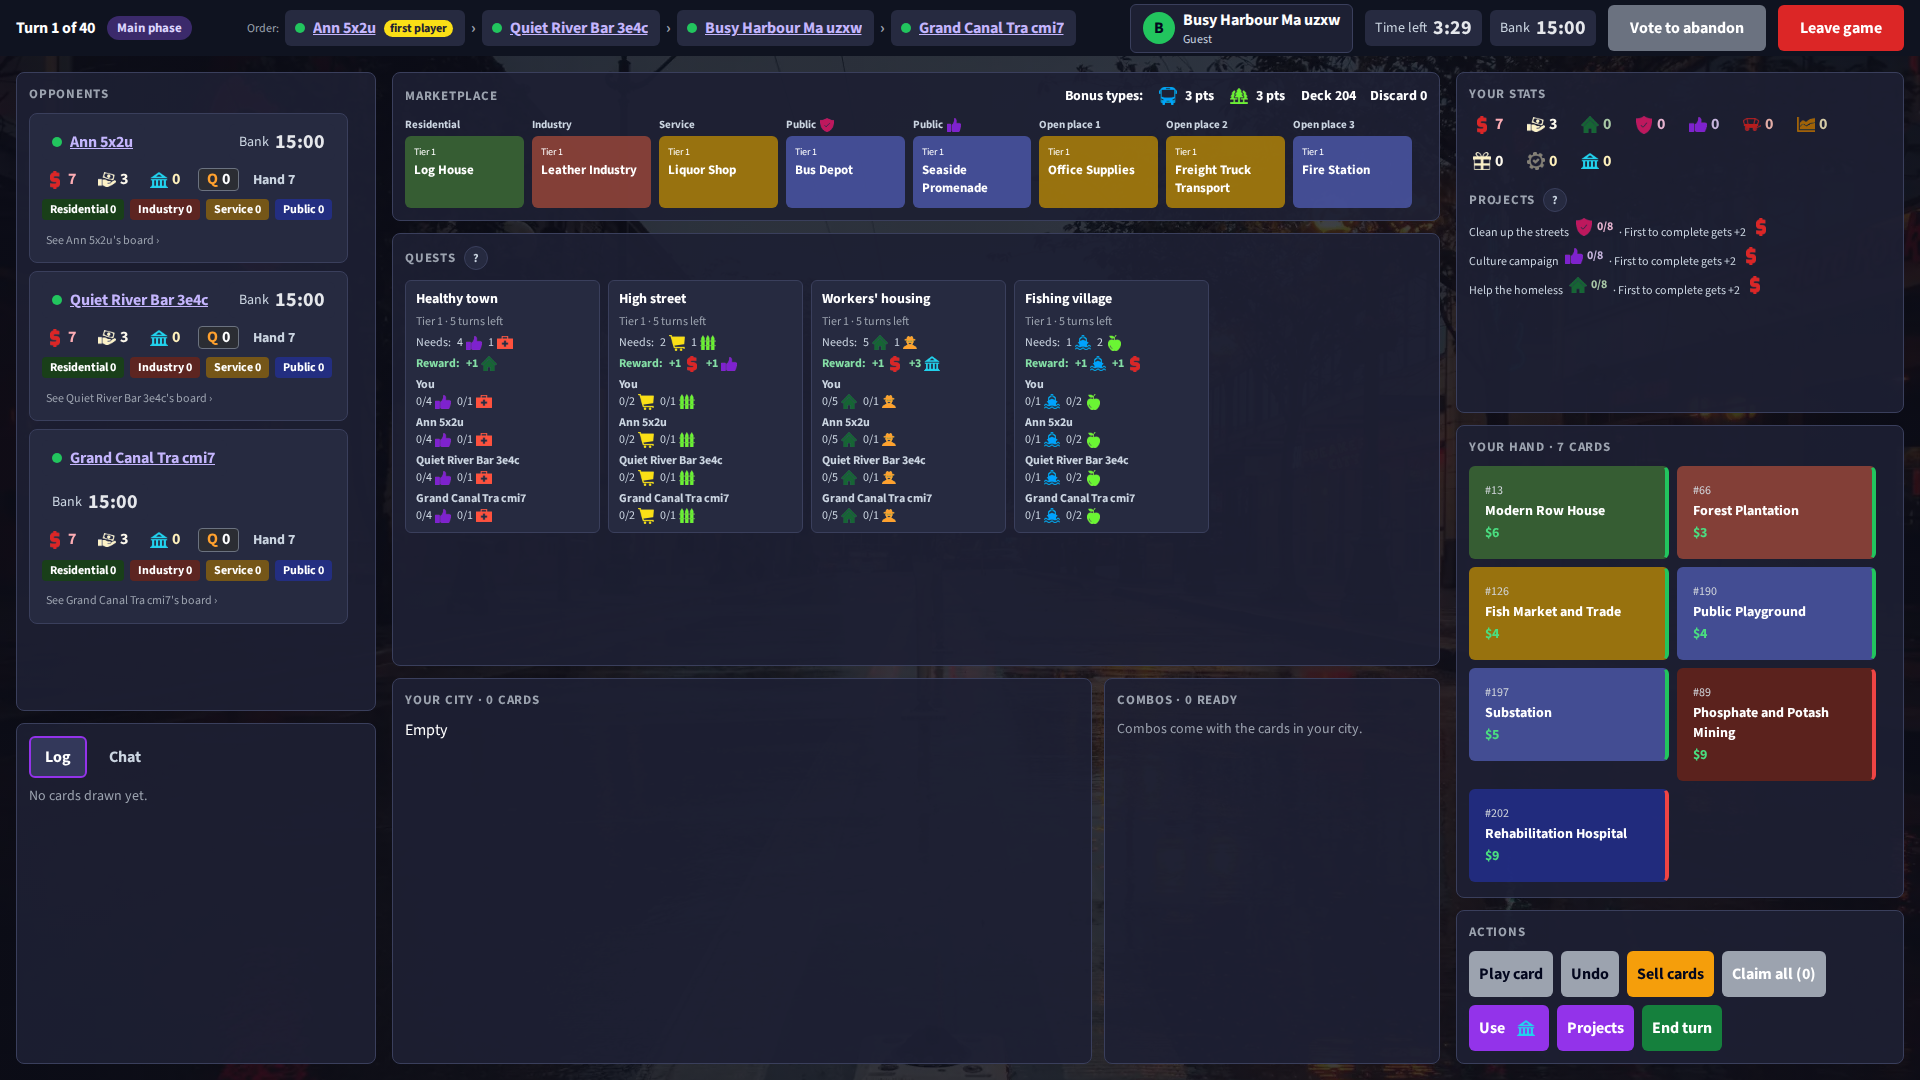 Turn 1 of 40 Main phase Order: Ann 5x2u first player › Quiet River Bar 3e4c › Busy Harbour Ma uzxw › Grand Canal Tra cmi7
B Busy Harbour Ma uzxw
Guest
Time left 3:29 Bank 15:00 Vote to abandon Leave game
OPPONENTS
Ann 5x2u Bank 15:00
7 3 0 Q 0 Hand 7
Residential 0 Industry 0 Service 0 Public 0
See Ann 5x2u's board ›
Quiet River Bar 3e4c Bank 15:00
7 3 0 Q 0 Hand 7
Residential 0 Industry 0 Service 0 Public 0
See Quiet River Bar 3e4c's board ›
Grand Canal Tra cmi7
Bank 15:00
7 3 0 Q 0 Hand 7
Residential 0 Industry 0 Service 0 Public 0
See Grand Canal Tra cmi7's board ›
Log Chat
No cards drawn yet.
MARKETPLACE Bonus types: 3 pts 3 pts Deck 204 Discard 0
Residential Industry Service Public Public Open place 1 Open place 2 Open place 3
Tier 1 Tier 1 Tier 1 Tier 1 Tier 1 Tier 1 Tier 1 Tier 1
Log House Leather Industry Liquor Shop Bus Depot Seaside Office Supplies Freight Truck Fire Station
Promenade Transport
QUESTS ?
Healthy town
Tier 1 · 5 turns left
Needs: 4 1
Reward: +1
You
0/4 0/1
Ann 5x2u
0/4 0/1
Quiet River Bar 3e4c
0/4 0/1
Grand Canal Tra cmi7
0/4 0/1
High street
Tier 1 · 5 turns left
Needs: 2 1
Reward: +1 +1
You
0/2 0/1
Ann 5x2u
0/2 0/1
Quiet River Bar 3e4c
0/2 0/1
Grand Canal Tra cmi7
0/2 0/1
Workers' housing
Tier 1 · 5 turns left
Needs: 5 1
Reward: +1 +3
You
0/5 0/1
Ann 5x2u
0/5 0/1
Quiet River Bar 3e4c
0/5 0/1
Grand Canal Tra cmi7
0/5 0/1
Fishing village
Tier 1 · 5 turns left
Needs: 1 2
Reward: +1 +1
You
0/1 0/2
Ann 5x2u
0/1 0/2
Quiet River Bar 3e4c
0/1 0/2
Grand Canal Tra cmi7
0/1 0/2
YOUR CITY · 0 CARDS
Empty
COMBOS · 0 READY
Combos come with the cards in your city.
YOUR STATS
7 3 0 0 0 0 0
0 0 0
PROJECTS ?
Clean up the streets 0/8 · First to complete gets +2
Culture campaign 0/8 · First to complete gets +2
Help the homeless 0/8 · First to complete gets +2
YOUR HAND · 7 CARDS
#13
Modern Row House
$6
#66
Forest Plantation
$3
#126
Fish Market and Trade
$4
#190
Public Playground
$4
#197
Substation
$5
#89
Phosphate and Potash
Mining
$9
#202
Rehabilitation Hospital
$9
ACTIONS
Play card Undo Sell cards Claim all (0)
Use Projects End turn